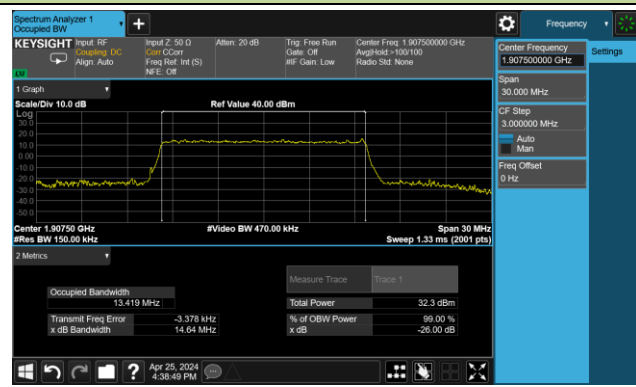 Spectrum Analyzer 1
Occupied BW
+
Frequency
KEYSIGHT
Input: RF
Coupling: DC
Align: Auto
Input Z: 50 Ω
Corr CCorr
Freq Ref: Int (S)
NFE: Off
Atten: 20 dB
Trig: Free Run
Gate: Off
#IF Gain: Low
Center Freq: 1.907500000 GHz
Avg|Hold:>100/100
Radio Std: None
LW
Center Frequency
1.907500000 GHz
Settings
Span
30.000 MHz
CF Step
3.000000 MHz
Auto
Man
Freq Offset
0 Hz
1 Graph
Scale/Div 10.0 dB
Ref Value 40.00 dBm
Log
30.0
20.0
10.0
0.00
-10.0
-20.0
-30.0
-40.0
-50.0
Center 1.90750 GHz
#Video BW 470.00 kHz
Span 30 MHz
#Res BW 150.00 kHz
Sweep 1.33 ms (2001 pts)
2 Metrics
Measure Trace
Trace 1
Occupied Bandwidth
13.419 MHz
Total Power
32.3 dBm
Transmit Freq Error
-3.378 kHz
% of OBW Power
99.00 %
x dB Bandwidth
14.64 MHz
x dB
-26.00 dB
?
Apr 25, 2024
4:38:49 PM